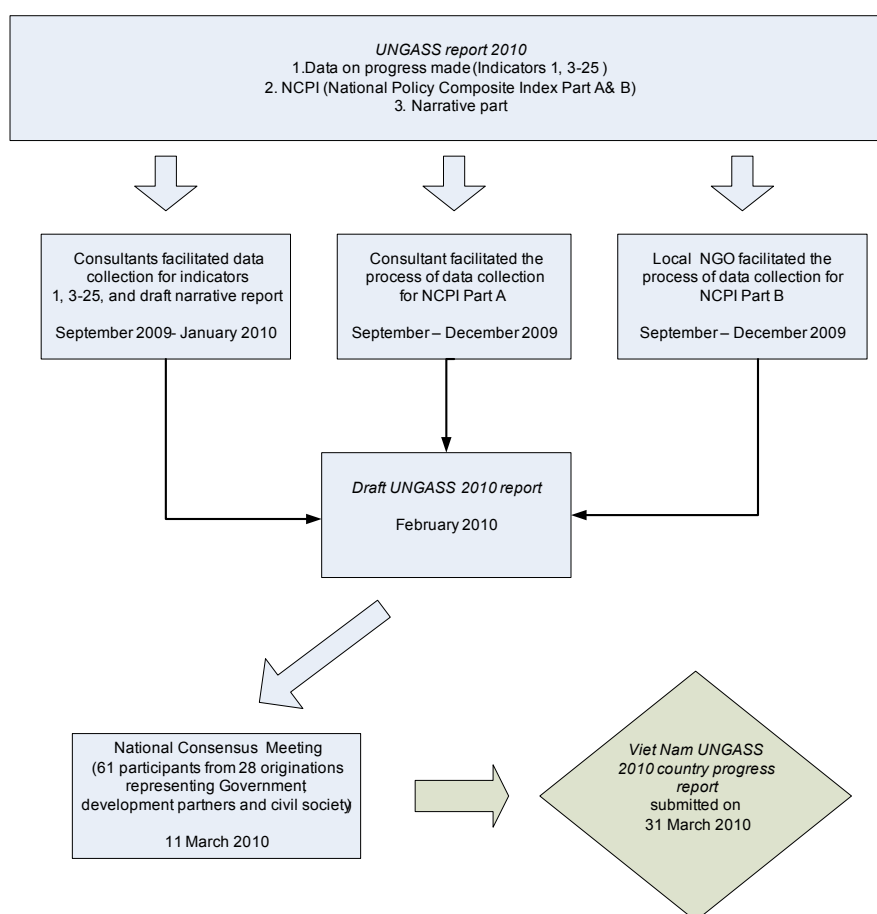 UNGASS report 2010
1.Data on progress made (Indicators 1, 3-25 )
2. NCPI (National Policy Composite Index Part A& B)
3. Narrative part
Consultants facilitated data
collection for indicators
1, 3-25, and draft narrative report
September 2009- January 2010
Consultant facilitated the
process of data collection
for NCPI Part A
September – December 2009
Local NGO facilitated the
process of data collection for
NCPI Part B
September – December 2009
Draft UNGASS 2010 report
February 2010
National Consensus Meeting
(61 participants from 28 originations
representing Government,
development partners and civil society)
11 March 2010
Viet Nam UNGASS
2010 country progress
report
submitted on
31 March 2010